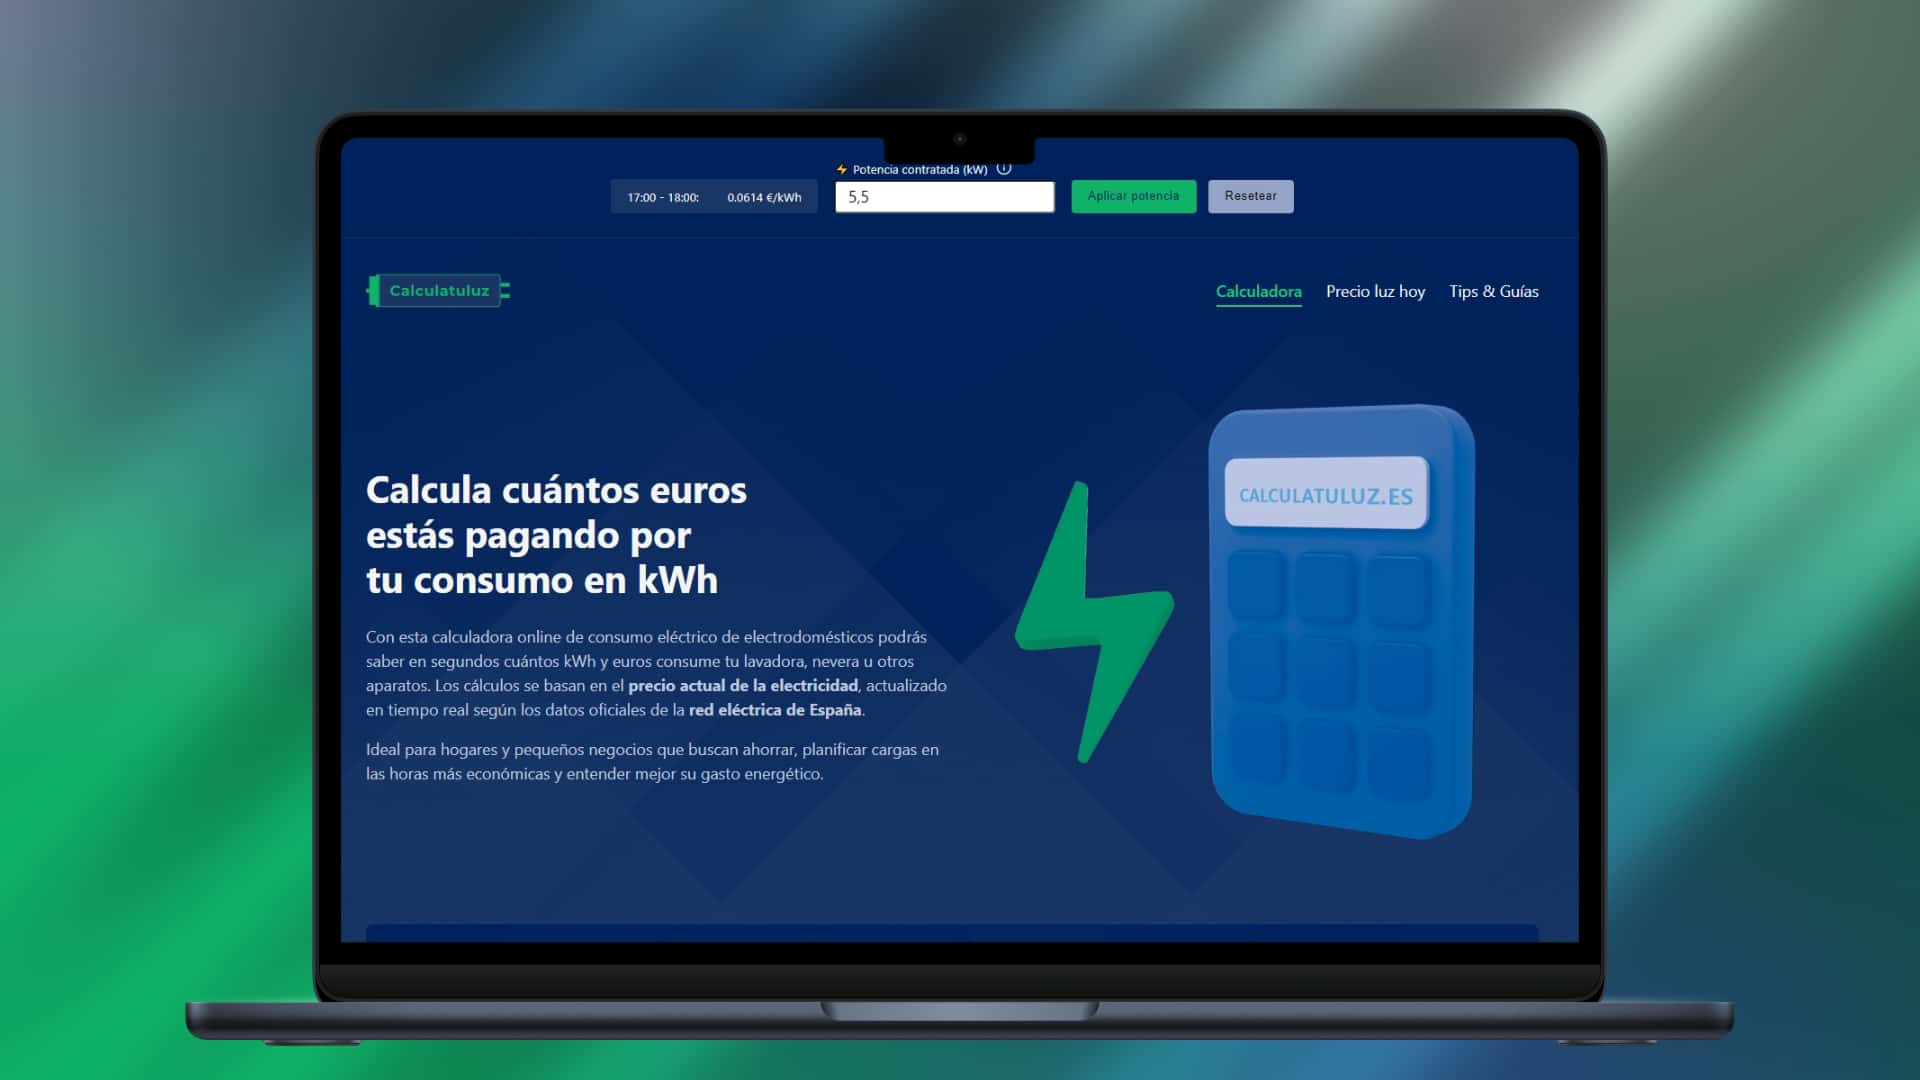 Potencia contratada (kW)
17:00 - 18:00: 0.0614 €/kWh
5,5
Aplicar potencia
Resetear
Calculatuluz
Calculadora
Precio luz hoy
Tips & Guías
CALCULATULUZ.ES
Calcula cuántos euros
estás pagando por
tu consumo en kWh
Con esta calculadora online de consumo eléctrico de electrodomésticos podrás
saber en segundos cuántos kWh y euros consume tu lavadora, nevera u otros
aparatos. Los cálculos se basan en el precio actual de la electricidad, actualizado
en tiempo real según los datos oficiales de la red eléctrica de España.
Ideal para hogares y pequeños negocios que buscan ahorrar, planificar cargas en
las horas más económicas y entender mejor su gasto energético.